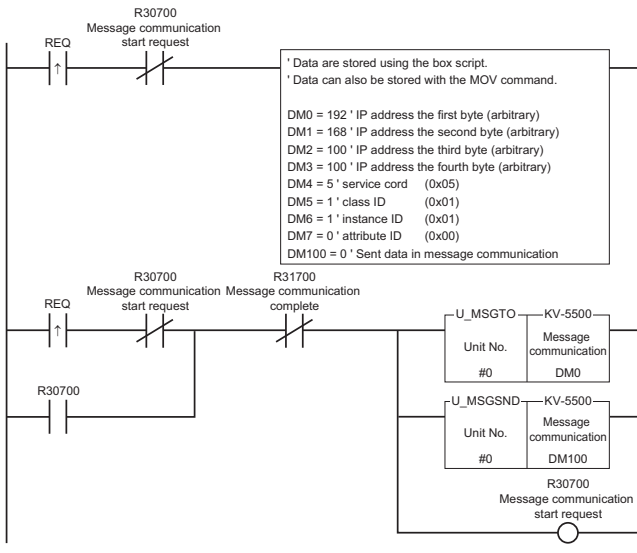 R30700
Message communication
start request
REQ
' Data are stored using the box script.
' Data can also be stored with the MOV command.
DM0 = 192 ' IP address the first byte (arbitrary)
DM1 = 168 ' IP address the second byte (arbitrary)
DM2 = 100 ' IP address the third byte (arbitrary)
DM3 = 100 ' IP address the fourth byte (arbitrary)
DM4 = 5 ' service cord (0x05)
DM5 = 1 ' class ID (0x01)
DM6 = 1 ' instance ID (0x01)
DM7 = 0 ' attribute ID (0x00)
DM100 = 0 ' Sent data in message communication
R30700
Message communication
start request
R31700
Message communication
complete
REQ
R30700
U_MSGTO KV-5500
Unit No.
Message
communication
#0 DM0
U_MSGSND KV-5500
Unit No.
Message
communication
#0 DM100
R30700
Message communication
start request